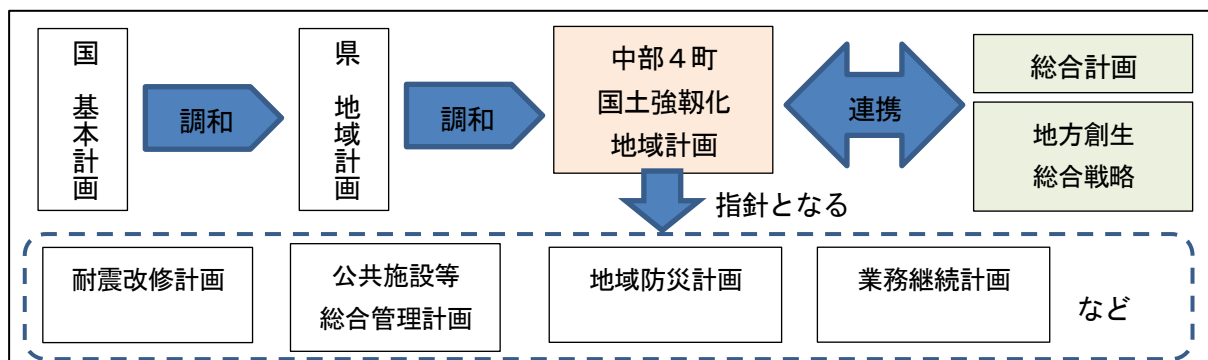 国 基本計画
調和
県 地域計画
調和
中部４町
国土強靱化
地域計画
連携
総合計画
地方創生
総合戦略
指針となる
耐震改修計画
公共施設等
総合管理計画
地域防災計画
業務継続計画
など